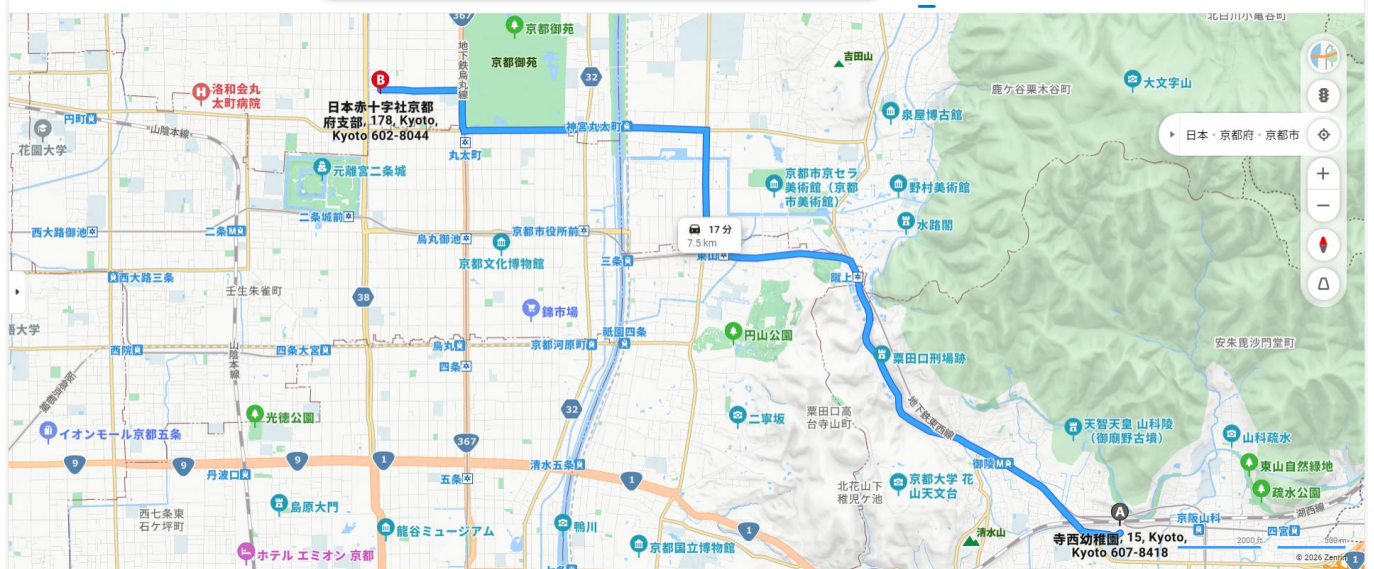 北白川小亀谷町
367
京都御苑
京都御苑
地下鉄烏丸線
32
吉田山
鹿ケ谷栗木谷町
大文字山
B
洛和会丸
太町病院
日本赤十字社京都
府支部, 178, Kyoto,
Kyoto 602-8044
円町
山陰本線
花園大学
神宮丸太町
丸太町
泉屋博古館
日本・京都府・京都市
元離宮二条城
京都市京セラ
美術館（京都
市美術館）
野村美術館
水路閣
二条城前
西大路御池
二条
烏丸御池
京都市役所前
京都文化博物館
17 分
7.5 km
東山
三条
蹴上
西大路三条
壬生朱雀町
38
錦市場
祇園四条
円山公園
西院
四条大宮
烏丸
京都河原町
四条
山陰本線
粟田口刑場跡
安朱毘沙門堂町
光徳公園
32
二寧坂
粟田口高
台寺山町
地下鉄東西線
天智天皇 山科陵
（御廟野古墳）
山科疏水
イオンモール京都五条
367
9
9
9
1
清水五条
1
御陵
東山自然緑地
丹波口
五条
北花山下
稚児ケ池
京都大学 花
山天文台
疏水公園
島原大門
西七条東
石ケ坪町
龍谷ミュージアム
鴨川
1
清水山
A
京阪山科
四宮
湖西線
寺西幼稚園, 15, Kyoto,
Kyoto 607-8418
ホテル エミオン 京都
京都国立博物館
2000 ft
500 m
© 2026 Zenrin
1